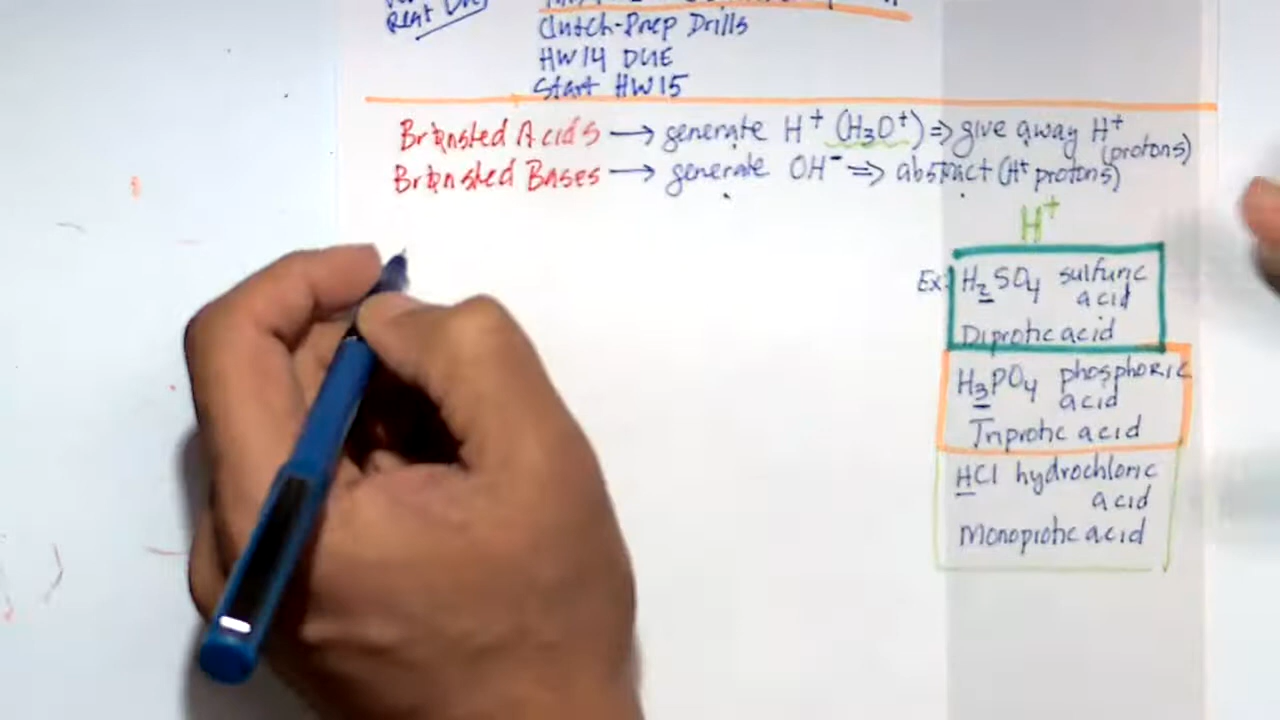 Read
Clutch-Prep Drills
HW14 DUE
Start HW15
Brønsted Acids → generate H⁺ (H₃O⁺) ⇒ give away H⁺ (protons)
Brønsted Bases → generate OH⁻ ⇒ abstract (H⁺ protons)
H⁺
Ex: H₂SO₄ sulfuric
acid
Diprotic acid
H₃PO₄ phosphoric
acid
Triprotic acid
HCl hydrochloric
acid
Monoprotic acid